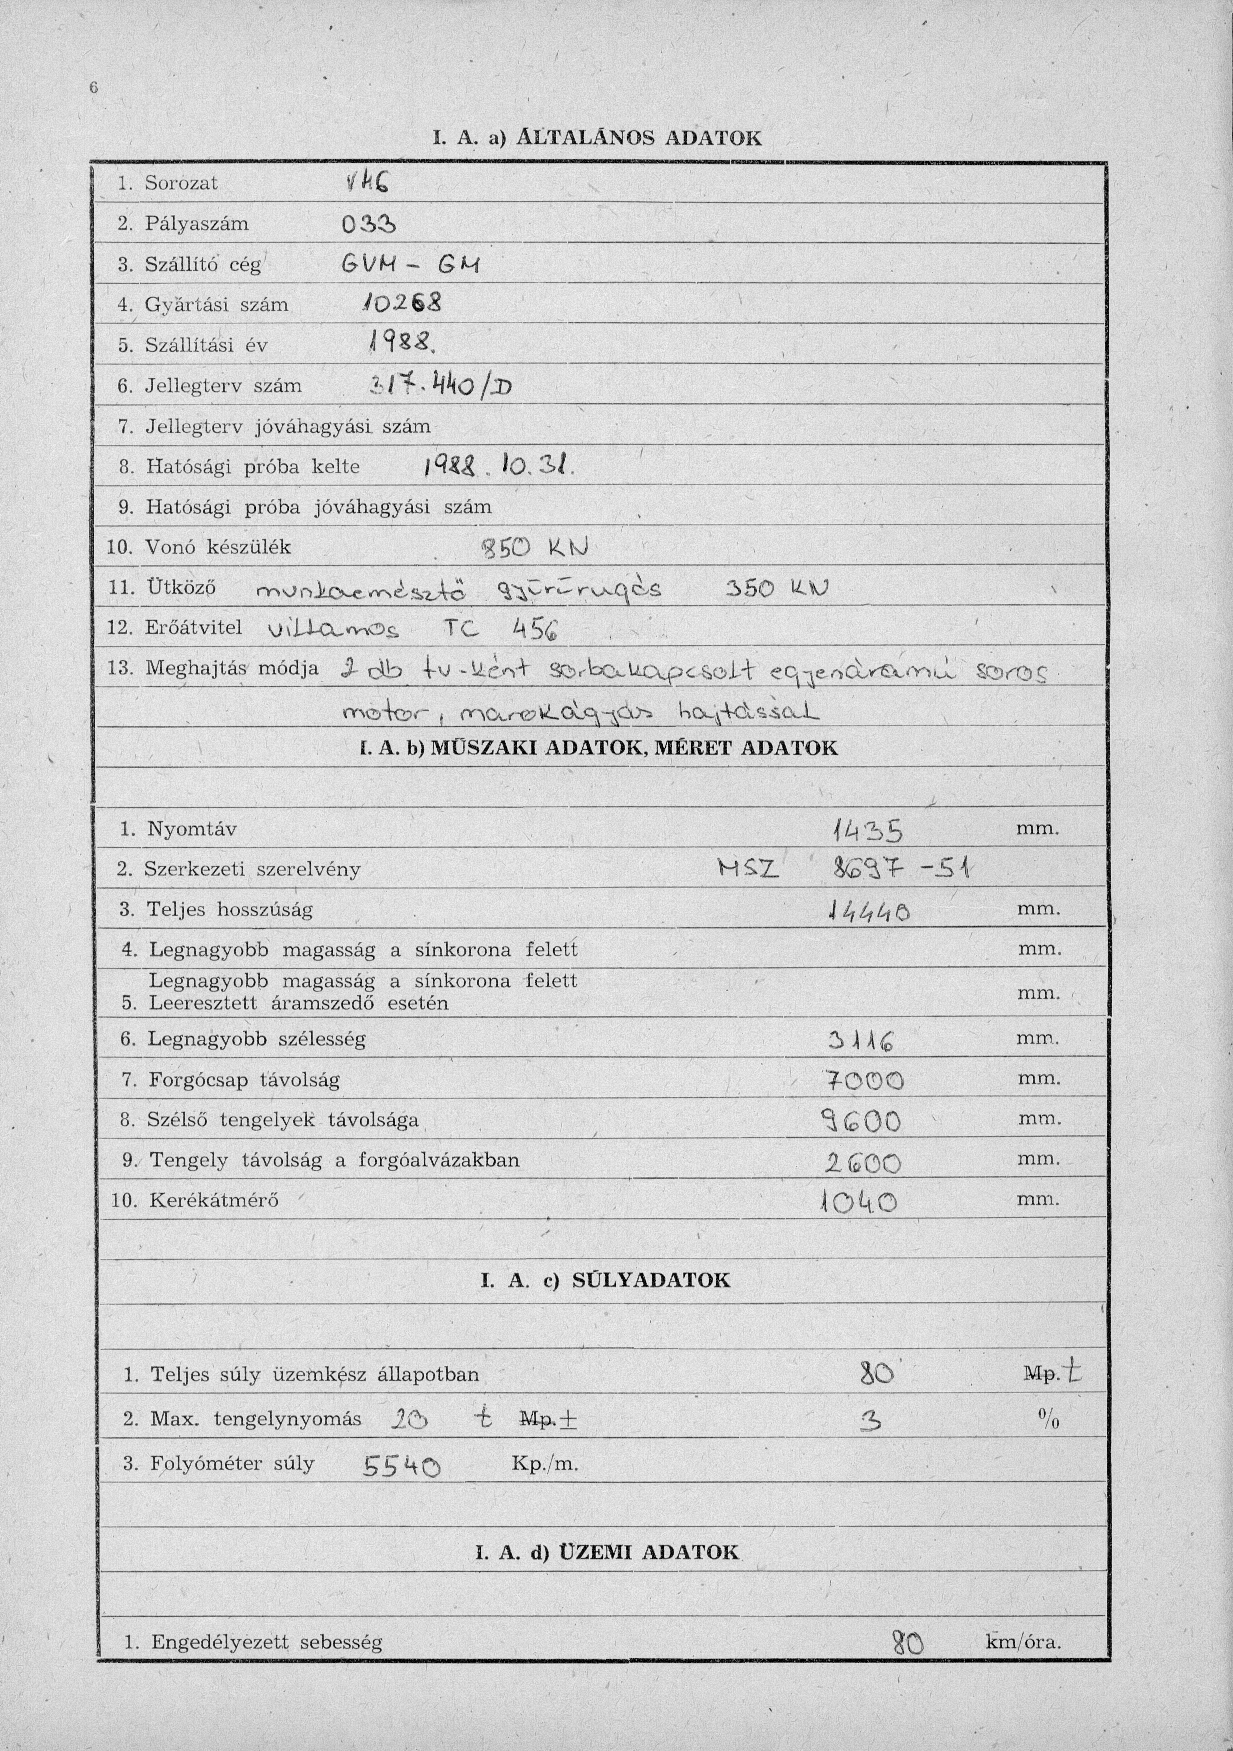 6
I. A. a) ÁLTALÁNOS ADATOK
1. Sorozat V46
2. Pályaszám 033
3. Szállító cég GVM - GM
4. Gyártási szám 10268
5. Szállítási év 1988.
6. Jellegterv szám 317.440/D
7. Jellegterv jóváhagyási szám
8. Hatósági próba kelte 1988. 10. 31.
9. Hatósági próba jóváhagyási szám
10. Vonó készülék 850 KN
11. Ütköző munkaemésztő gyűrűrugós 350 KN
12. Erőátvitel villamos TC 456
13. Meghajtás módja 2 db fv-ként sorbakapcsolt egyenáramú soros
motor, marokágyas hajtással
I. A. b) MŰSZAKI ADATOK, MÉRET ADATOK
1. Nyomtáv 1435 mm.
2. Szerkezeti szerelvény MSZ 8697-51
3. Teljes hosszúság 14440 mm.
4. Legnagyobb magasság a sínkorona felett mm.
Legnagyobb magasság a sínkorona felett
5. Leeresztett áramszedő esetén mm.
6. Legnagyobb szélesség 3116 mm.
7. Forgócsap távolság 7000 mm.
8. Szélső tengelyek távolsága 9600 mm.
9. Tengely távolság a forgóalvázakban 2600 mm.
10. Kerékátmérő 1040 mm.
I. A. c) SÚLYADATOK
1. Teljes súly üzemkész állapotban 80 Mp. t
2. Max. tengelynyomás 20 t Mp. ± 3 %
3. Folyóméter súly 5540 Kp./m.
I. A. d) ÜZEMI ADATOK
1. Engedélyezett sebesség 80 km/óra.